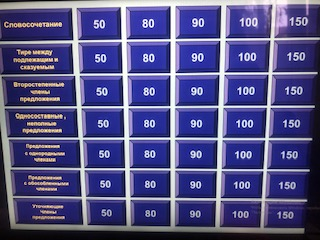 Словосочетание 50 80 90 100 150
Тире между
подлежащим и
сказуемым 50 80 90 100 150
Второстепенные
члены
предложения 50 80 90 100 150
Односоставные ,
неполные
предложения 50 80 90 100 150
Предложения
с однородными
членами 50 80 90 100 150
Предложения
с обособленными
членами 50 80 90 100 150
Уточняющие
члены
предложения 50 80 90 100 150